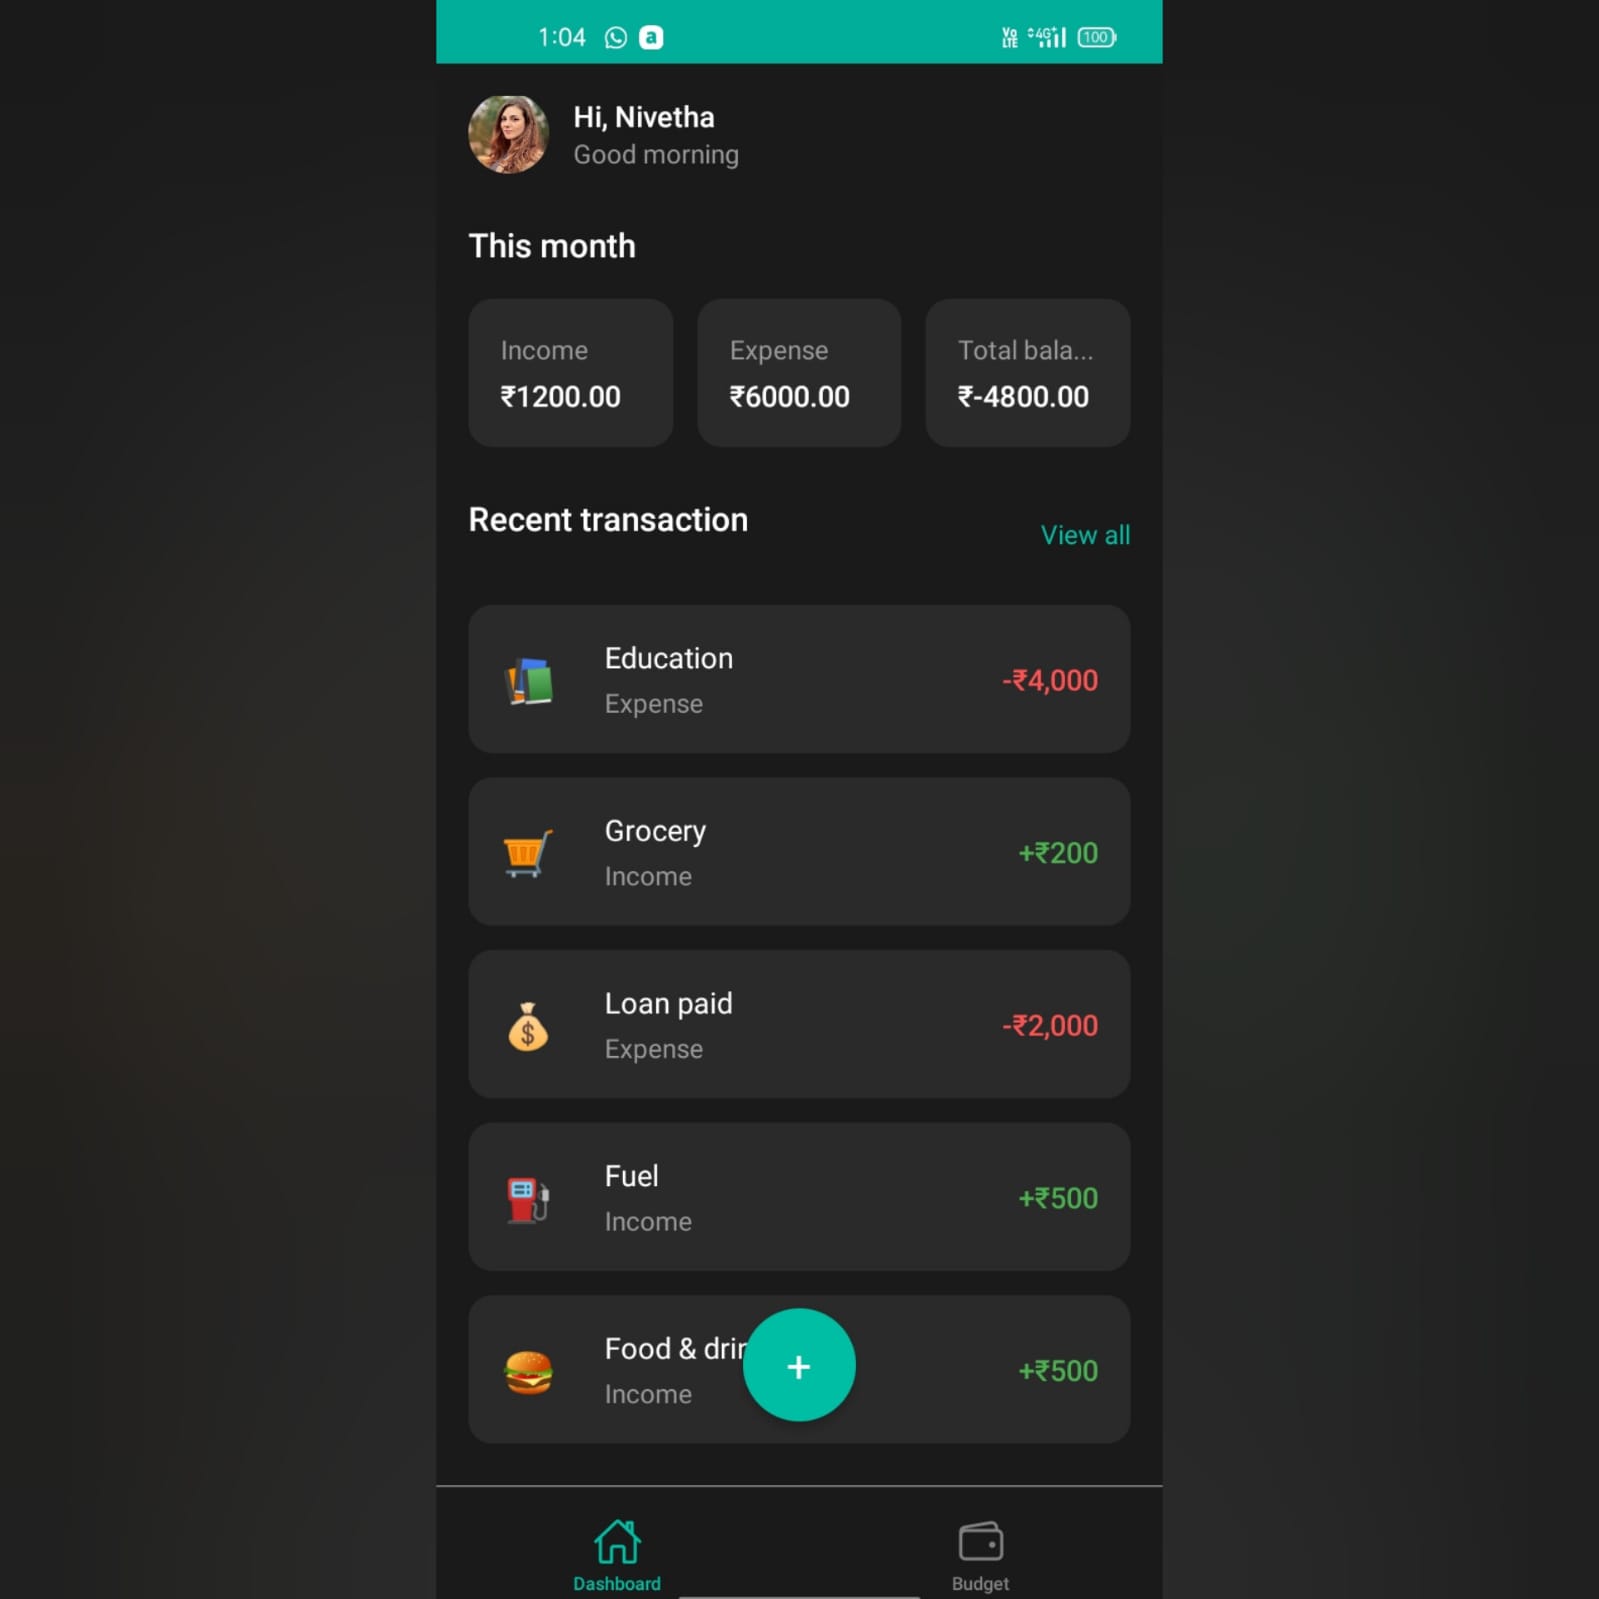 1:04 a Vo LTE 4G+ 100
Hi, Nivetha
Good morning
This month
Income
₹1200.00
Expense
₹6000.00
Total bala...
₹-4800.00
Recent transaction
View all
Education
Expense
-₹4,000
Grocery
Income
+₹200
Loan paid
Expense
-₹2,000
Fuel
Income
+₹500
Food &
Income
+
+₹500
Dashboard
Budget